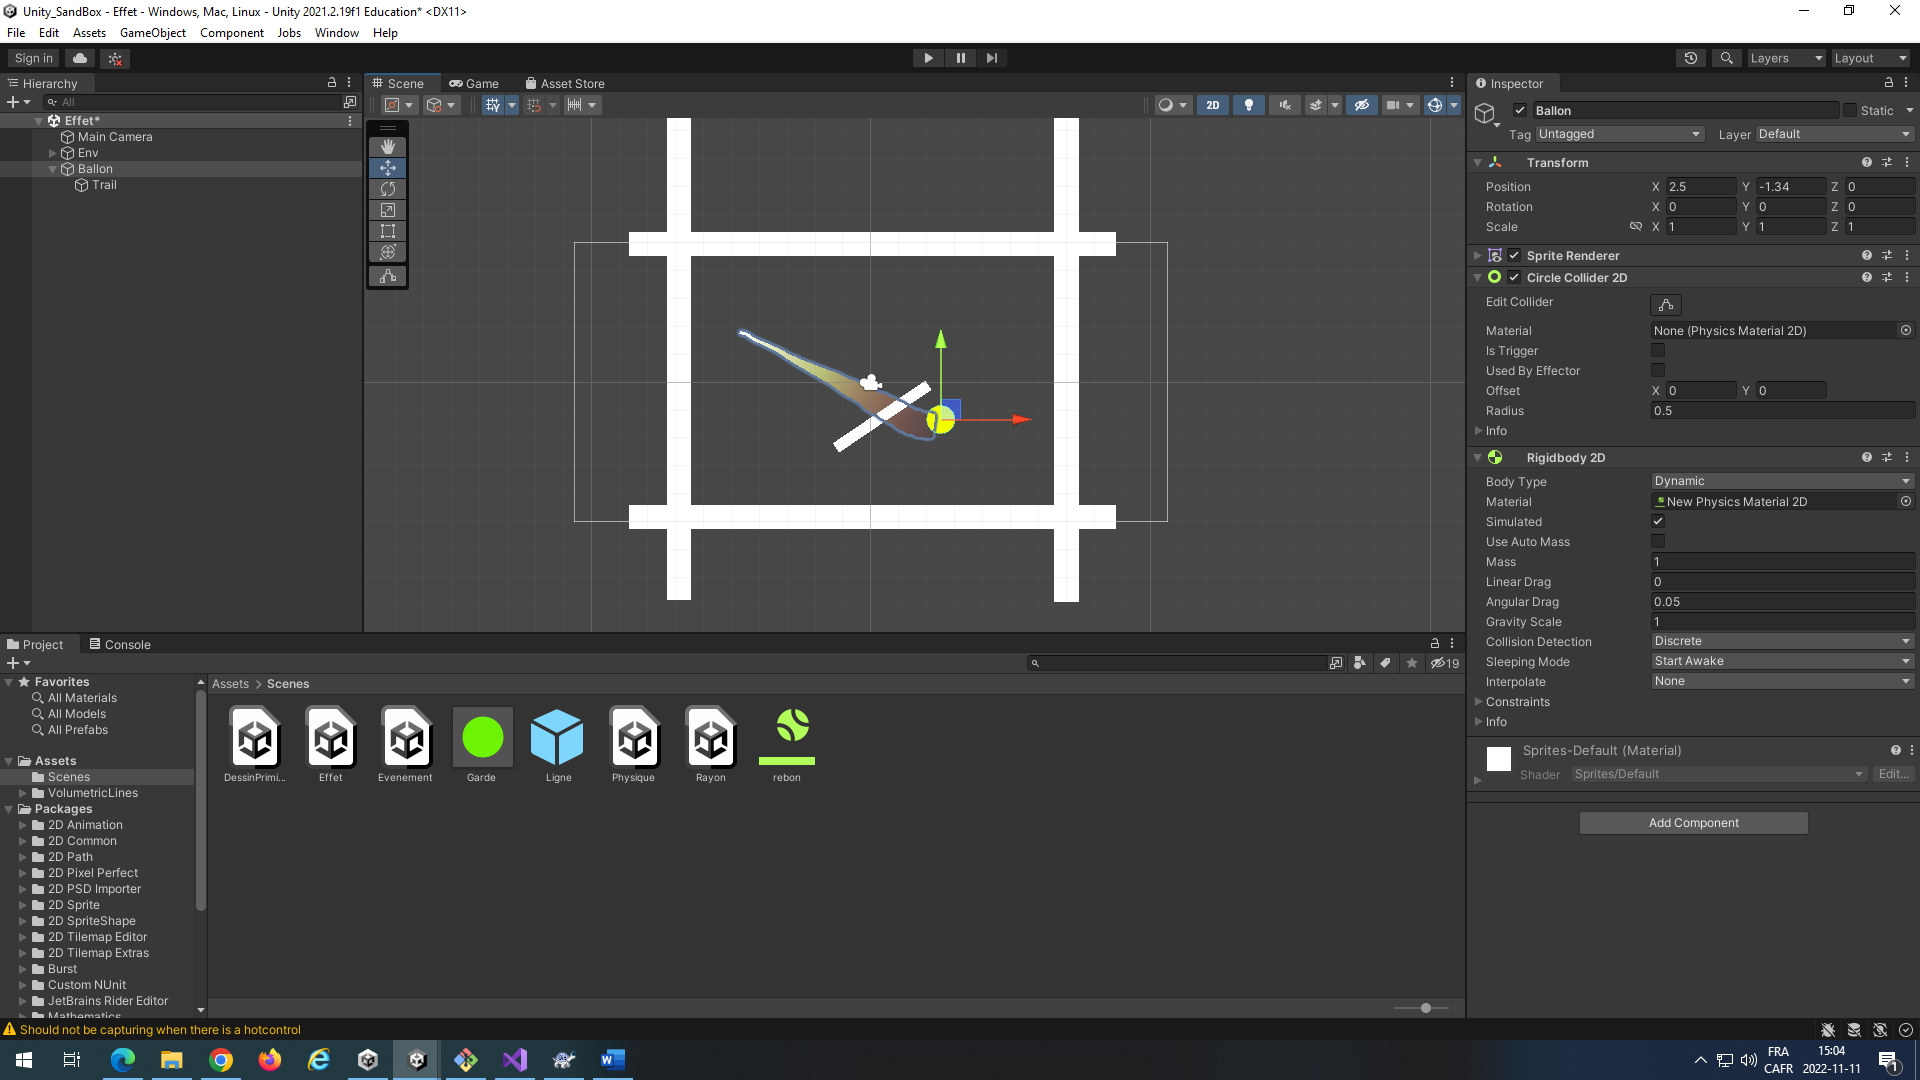 Unity_SandBox - Effet - Windows, Mac, Linux - Unity 2021.2.19f1 Education* <DX11>
File Edit Assets GameObject Component Jobs Window Help
Sign in
Layers Layout
Hierarchy
All
Effet*
Main Camera
Env
Ballon
Trail
Scene Game Asset Store
2D
Inspector
Ballon Static
Tag Untagged Layer Default
Transform
Position X 2.5 Y -1.34 Z 0
Rotation X 0 Y 0 Z 0
Scale X 1 Y 1 Z 1
Sprite Renderer
Circle Collider 2D
Edit Collider
Material None (Physics Material 2D)
Is Trigger
Used By Effector
Offset X 0 Y 0
Radius 0.5
Info
Rigidbody 2D
Body Type Dynamic
Material New Physics Material 2D
Simulated
Use Auto Mass
Mass 1
Linear Drag 0
Angular Drag 0.05
Gravity Scale 1
Collision Detection Discrete
Sleeping Mode Start Awake
Interpolate None
Constraints
Info
Sprites-Default (Material)
Shader Sprites/Default Edit...
Add Component
Project Console
19
Favorites
All Materials
All Models
All Prefabs
Assets
Scenes
VolumetricLines
Packages
2D Animation
2D Common
2D Path
2D Pixel Perfect
2D PSD Importer
2D Sprite
2D SpriteShape
2D Tilemap Editor
2D Tilemap Extras
Burst
Custom NUnit
JetBrains Rider Editor
Mathematics
Assets > Scenes
DessinPrimi... Effet Evenement Garde Ligne Physique Rayon rebon
Should not be capturing when there is a hotcontrol
FRA
CAFR
15:04
2022-11-11
1